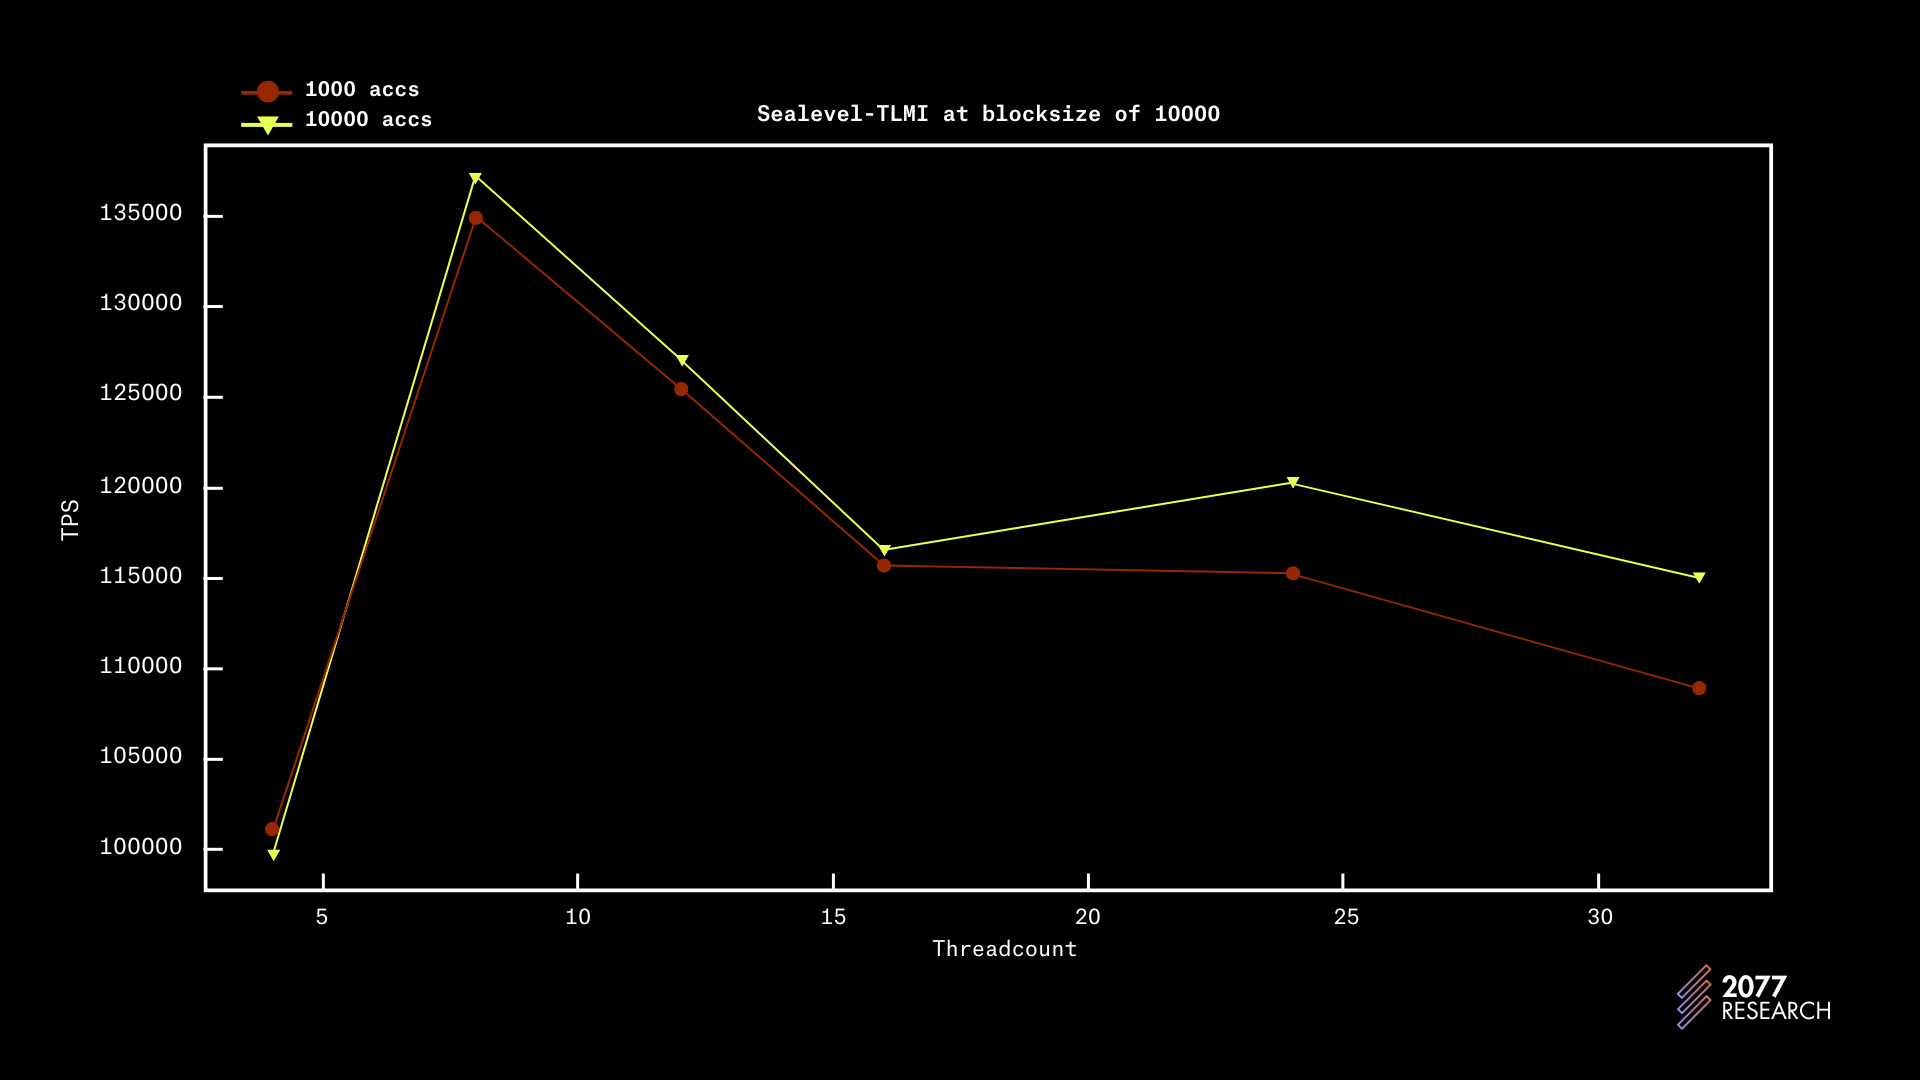 1000 accs
10000 accs
Sealevel-TLMI at blocksize of 10000
135000
130000
125000
120000
115000
110000
105000
100000
TPS
5
10
15
20
25
30
Threadcount
2077
RESEARCH